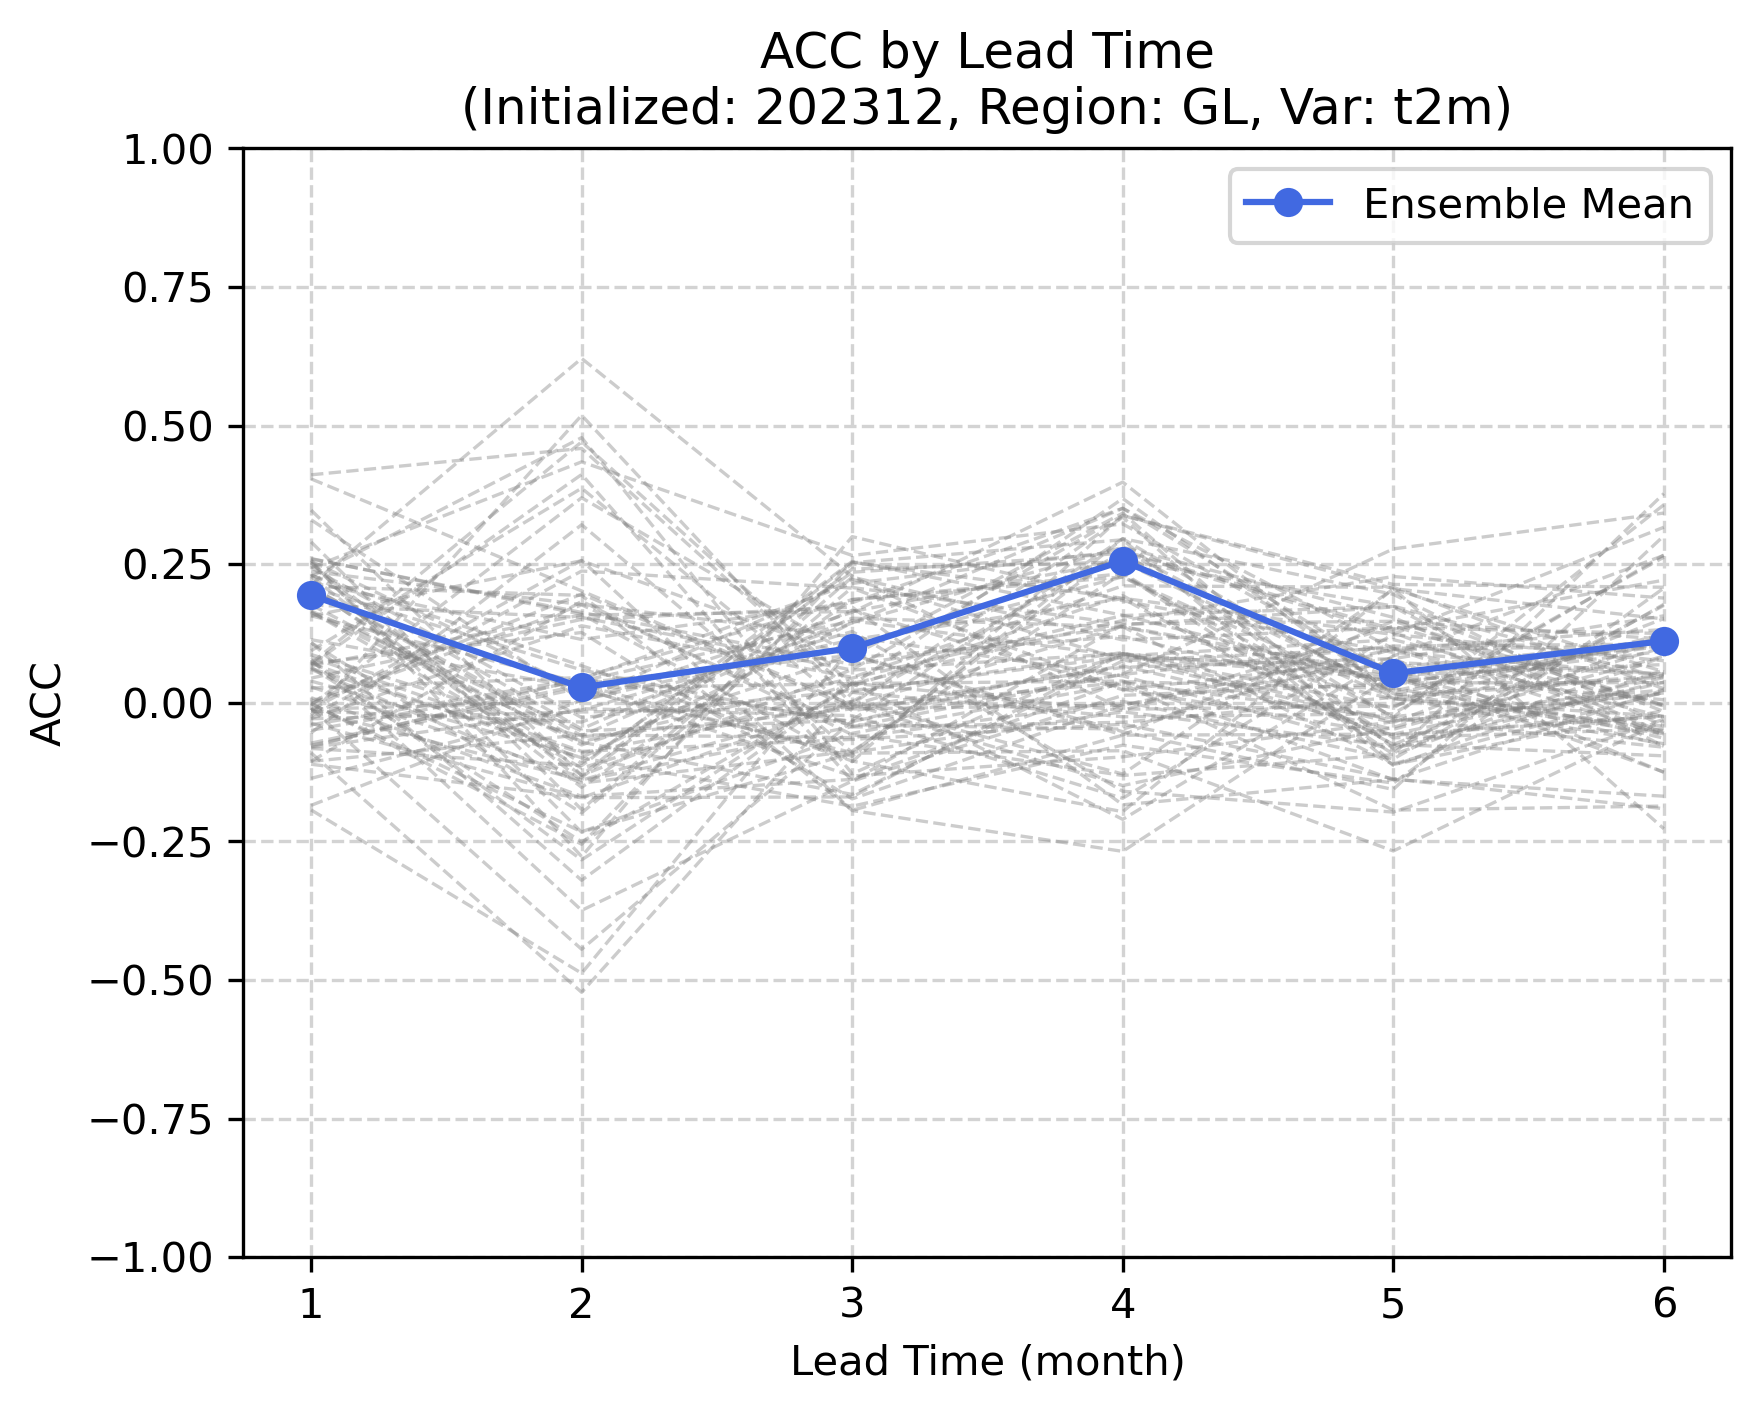 ACC by Lead Time
(Initialized: 202312, Region: GL, Var: t2m)
Ensemble Mean
1.00
0.75
0.50
0.25
0.00
−0.25
−0.50
−0.75
−1.00
ACC
1 2 3 4 5 6
Lead Time (month)